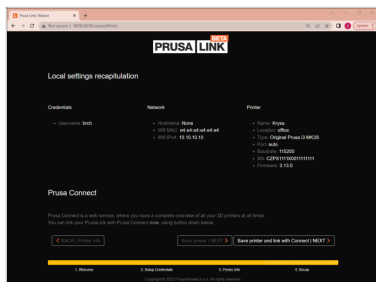 Prusa Link | Wizard
Not secure | 10.10.10.10/wizard/finish
Update
BETA
PRUSA LINK
Local settings recapitulation
Credentials
Username: brch
Network
Hostname: None
Wifi MAC: e4:e4:e4:e4:e4:e4
Wifi IPv4: 10.10.10.10
Printer
Name: Krysa
Location: office
Type: Original Prusa i3 MK3S
Port: auto
Baudrate: 115200
Firmware: 3.13.0
Prusa Connect
Prusa Connect is a web service, where you have a complete overview of all your 3D printers at all times.
You can link your PrusaLink with Prusa Connect now, using button down below.
< BACK | Printer info
Save printer | NEXT >
Save printer and link with Connect | NEXT >
1. Welcome
2. Setup Credentials
3. Printer Info
4. Recap
Copyright © 2022 Prusa Research a.s. All rights reserved.